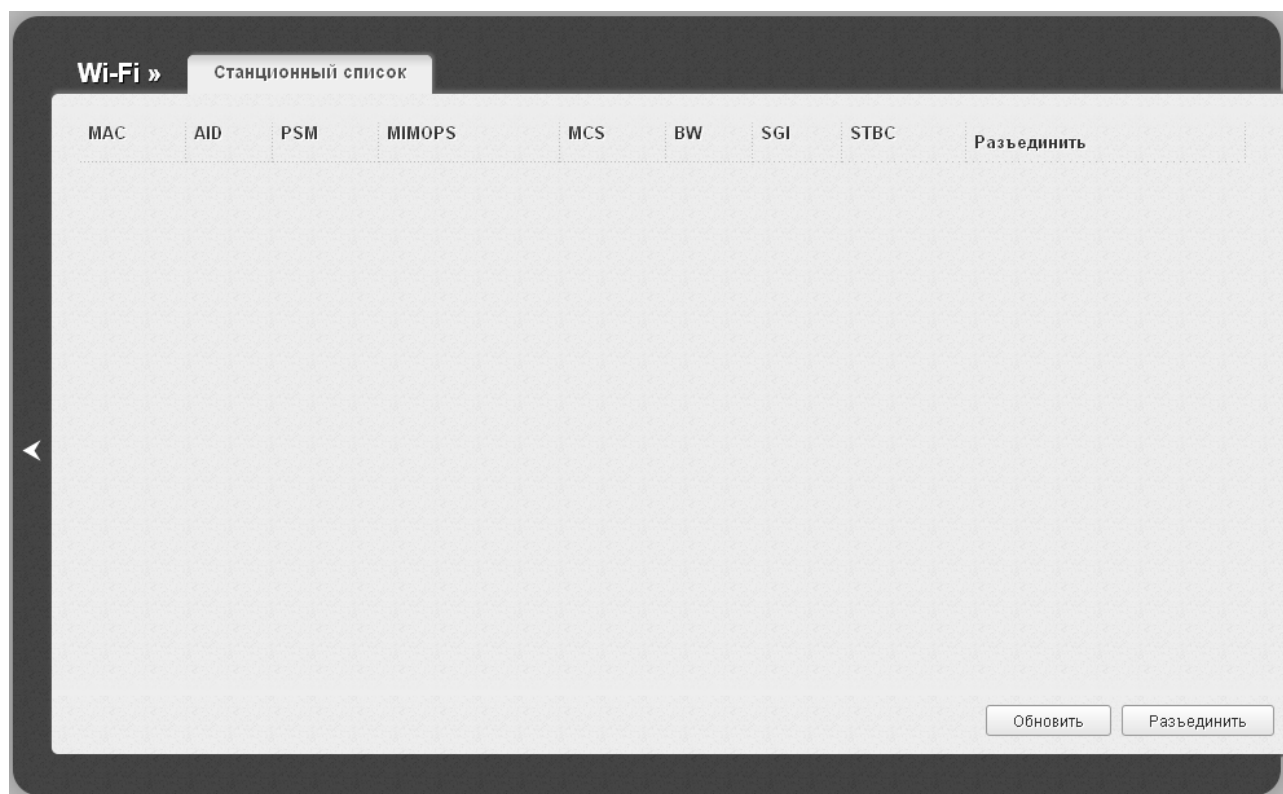 Wi-Fi » Станционный список
MAC AID PSM MIMOPS MCS BW SGI STBC Разъединить
Обновить Разъединить